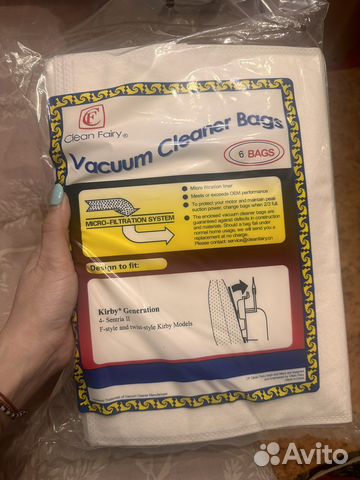 CF
Clean Fairy®
Vacuum Cleaner Bags
6 BAGS
MICRO-FILTRATION SYSTEM
Micro filtration liner
Meets or exceeds OEM performance
To protect your motor and maintain peak
suction power, change bags when 2/3 full.
The enclosed vacuum cleaner bags are
guaranteed against defects in construction
and materials. Should a bag fail under
normal home usage, we will send you a
replacement at no charge.
Please contact: service@cleanfairy.cn
Design to fit:
Kirby® Generation
4- Sentria II
F-style and twist-style Kirby Models
Avito